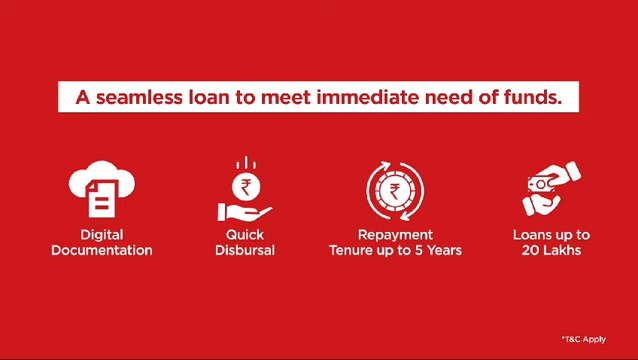 A seamless loan to meet immediate need of funds.
Digital
Documentation
Quick
Disbursal
Repayment
Tenure up to 5 Years
Loans up to
20 Lakhs
*T&C Apply